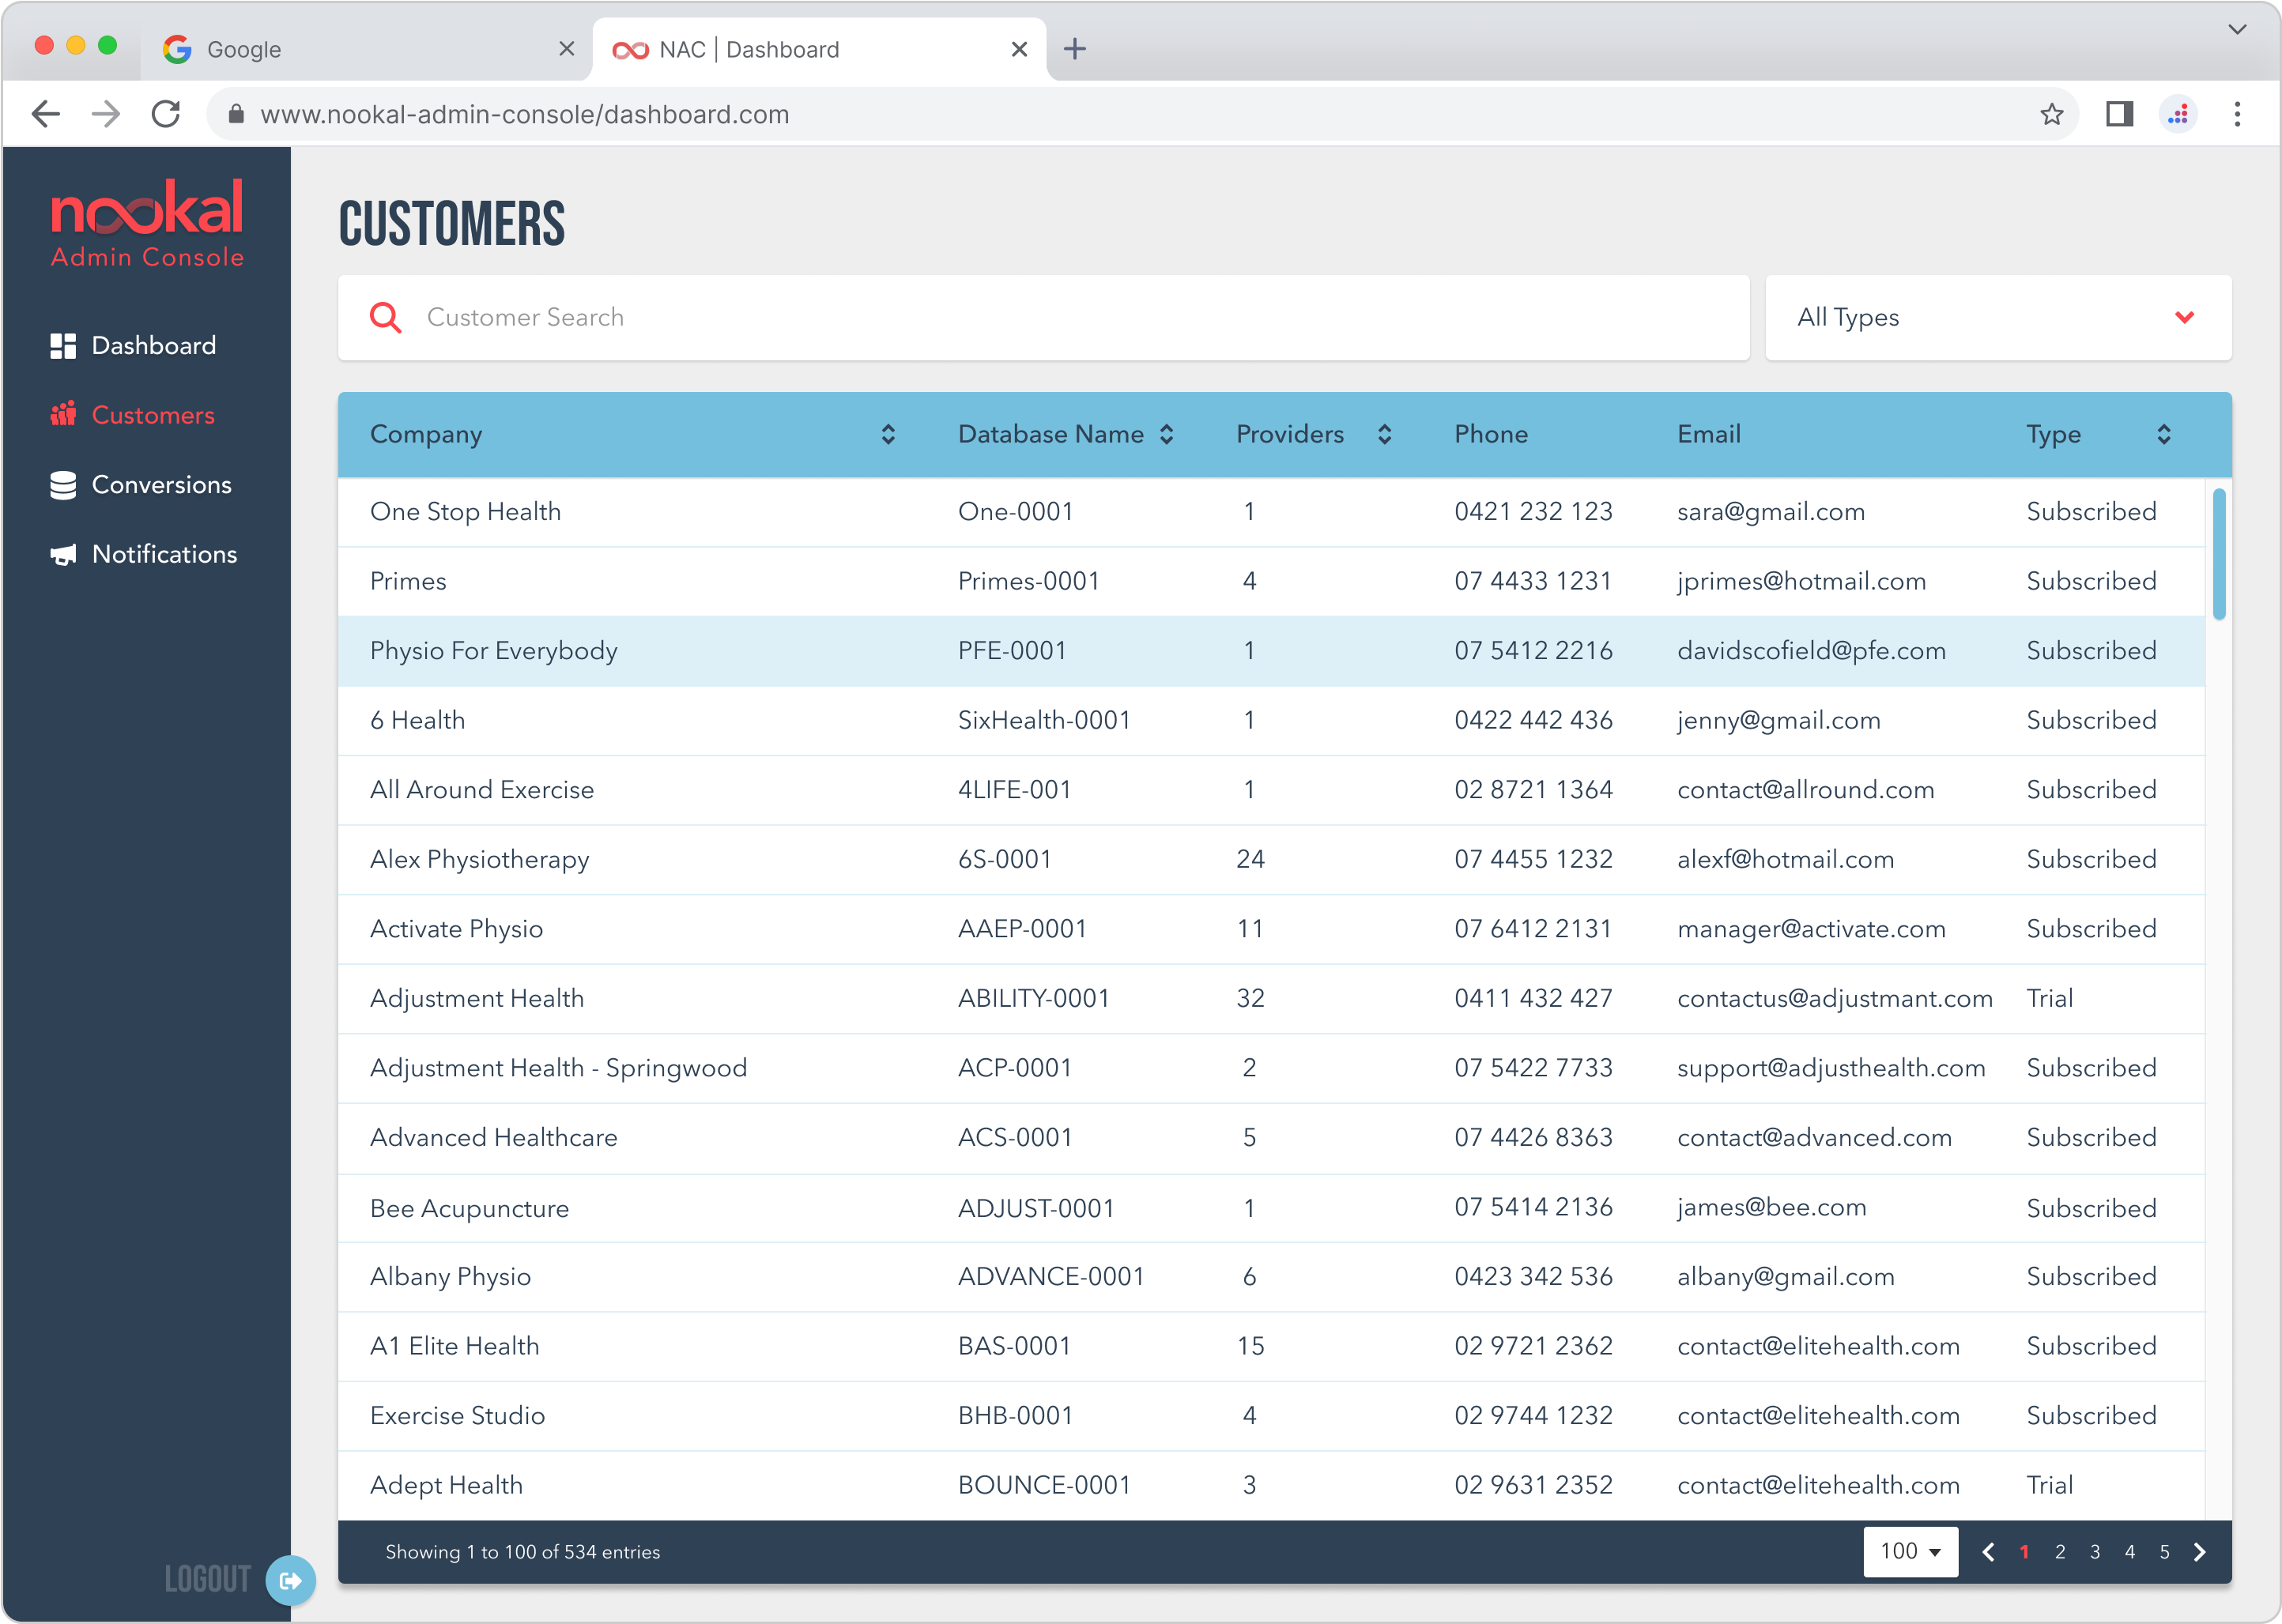 Google
NAC | Dashboard
www.nookal-admin-console/dashboard.com
nookal
Admin Console
Dashboard
Customers
Conversions
Notifications
LOGOUT
CUSTOMERS
Customer Search
All Types
Company Database Name Providers Phone Email Type
One Stop Health One-0001 1 0421 232 123 sara@gmail.com Subscribed
Primes Primes-0001 4 07 4433 1231 jprimes@hotmail.com Subscribed
Physio For Everybody PFE-0001 1 07 5412 2216 davidscofield@pfe.com Subscribed
6 Health SixHealth-0001 1 0422 442 436 jenny@gmail.com Subscribed
All Around Exercise 4LIFE-001 1 02 8721 1364 contact@allround.com Subscribed
Alex Physiotherapy 6S-0001 24 07 4455 1232 alexf@hotmail.com Subscribed
Activate Physio AAEP-0001 11 07 6412 2131 manager@activate.com Subscribed
Adjustment Health ABILITY-0001 32 0411 432 427 contactus@adjustmant.com Trial
Adjustment Health - Springwood ACP-0001 2 07 5422 7733 support@adjusthealth.com Subscribed
Advanced Healthcare ACS-0001 5 07 4426 8363 contact@advanced.com Subscribed
Bee Acupuncture ADJUST-0001 1 07 5414 2136 james@bee.com Subscribed
Albany Physio ADVANCE-0001 6 0423 342 536 albany@gmail.com Subscribed
A1 Elite Health BAS-0001 15 02 9721 2362 contact@elitehealth.com Subscribed
Exercise Studio BHB-0001 4 02 9744 1232 contact@elitehealth.com Subscribed
Adept Health BOUNCE-0001 3 02 9631 2352 contact@elitehealth.com Trial
Showing 1 to 100 of 534 entries 100 1 2 3 4 5